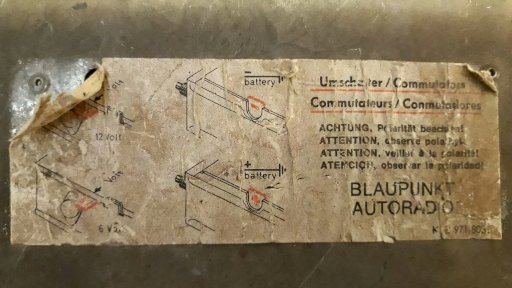 12 Volt
Volt
6 V
−
battery
+
battery
Umschalter / Commutators
Commutateurs / Conmutadores
ACHTUNG, Polarität beachten!
ATTENTION, observe polarity!
ATTENTION, veiller à la polarité!
ATENCION, observar la polaridad!
BLAUPUNKT
AUTORADIO